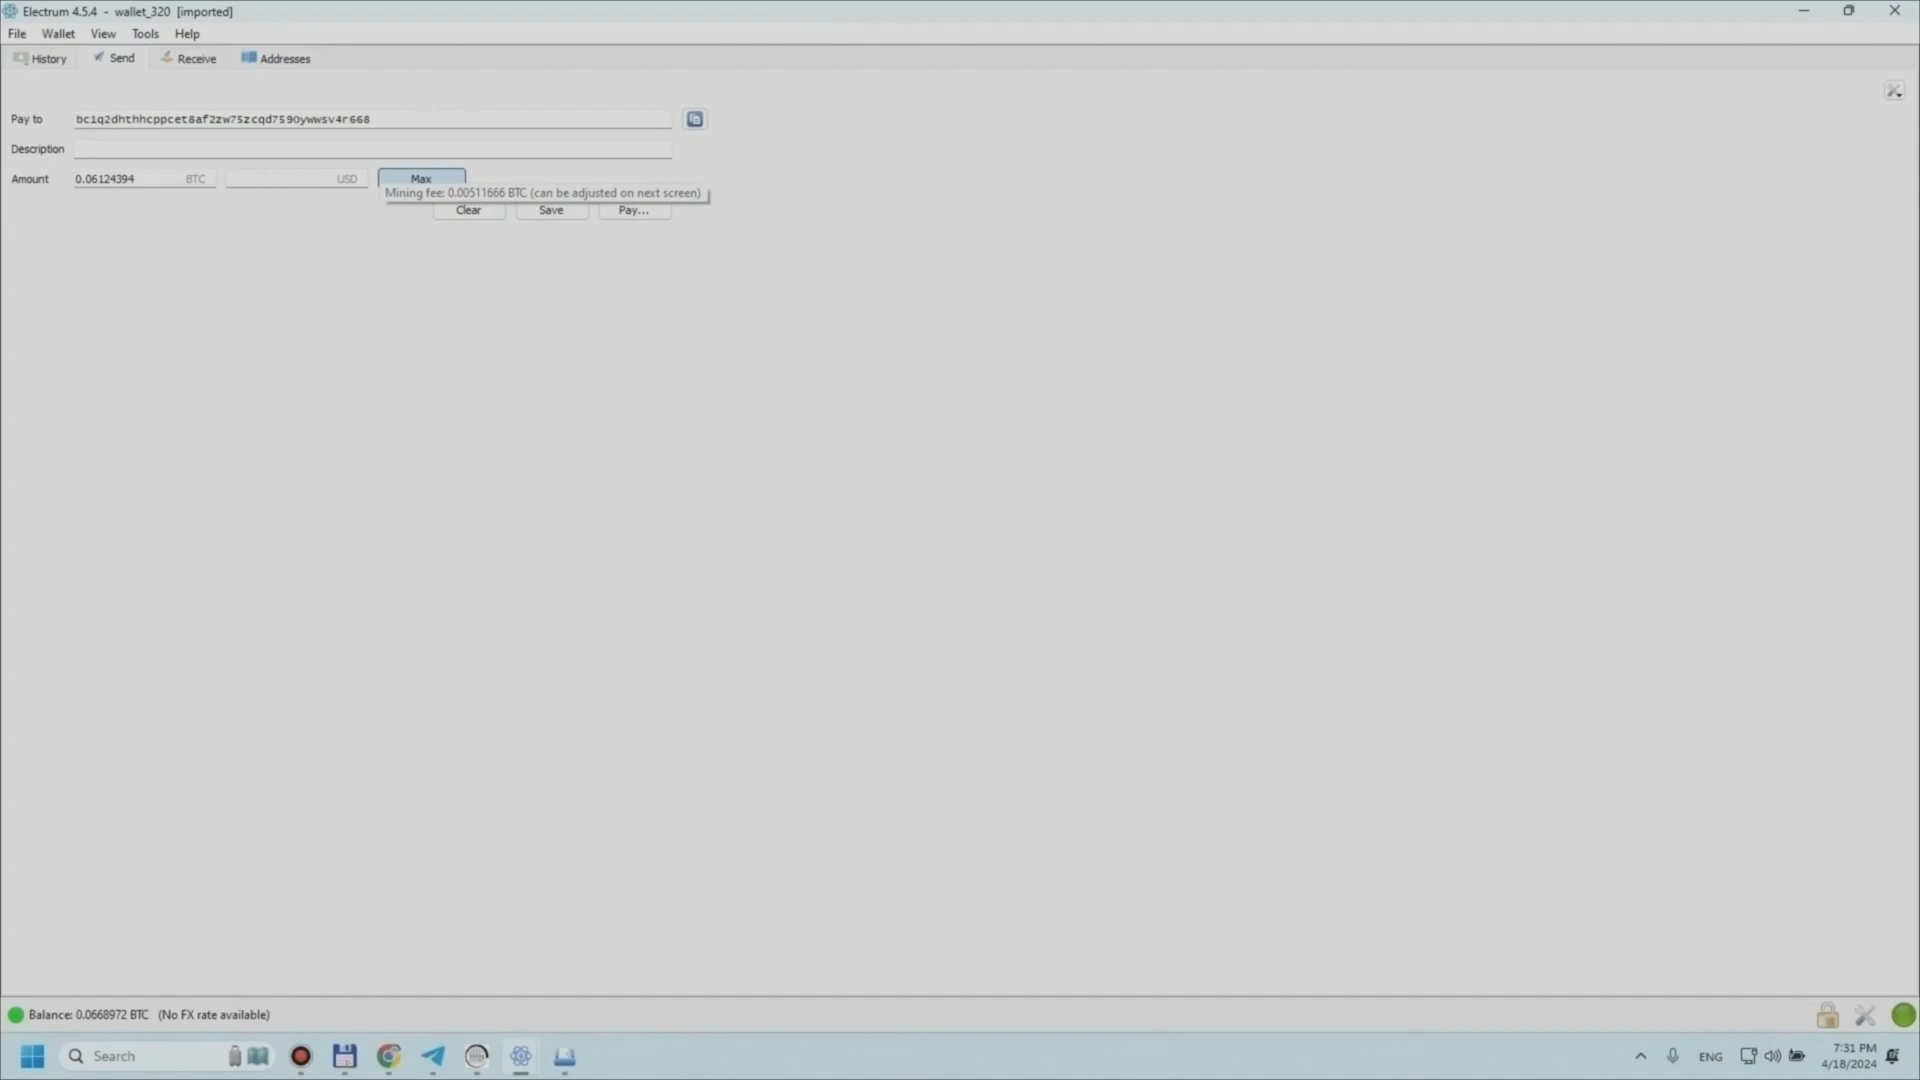 Electrum 4.5.4 - wallet_320 [imported]
File Wallet View Tools Help
History Send Receive Addresses
Pay to bc1q2dhthhcppcet8af2zw75zcqd7590ywwsv4r668
Description
Amount 0.06124394 BTC USD Max
Mining fee: 0.00511666 BTC (can be adjusted on next screen)
Clear Save Pay...
Balance: 0.0668972 BTC (No FX rate available)
Search ENG 7:31 PM
4/18/2024